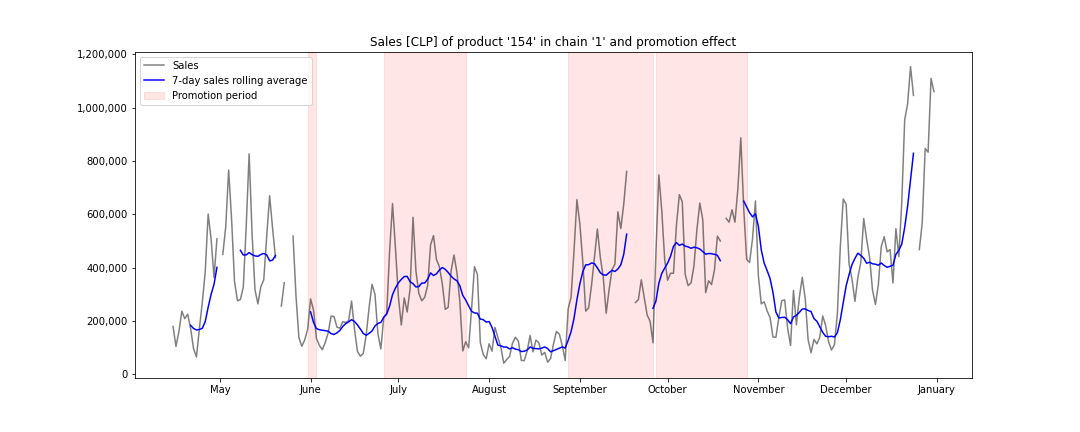 Sales [CLP] of product '154' in chain '1' and promotion effect
1,200,000
1,000,000
800,000
600,000
400,000
200,000
0
Sales
7-day sales rolling average
Promotion period
May June July August September October November December January